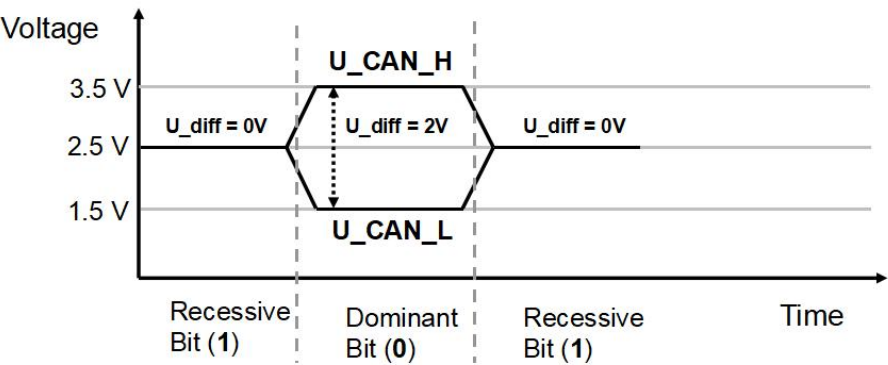 Voltage
U_CAN_H
3.5 V
U_diff = 0V
U_diff = 2V
U_diff = 0V
2.5 V
1.5 V
U_CAN_L
Recessive
Bit (1)
Dominant
Bit (0)
Recessive
Bit (1)
Time